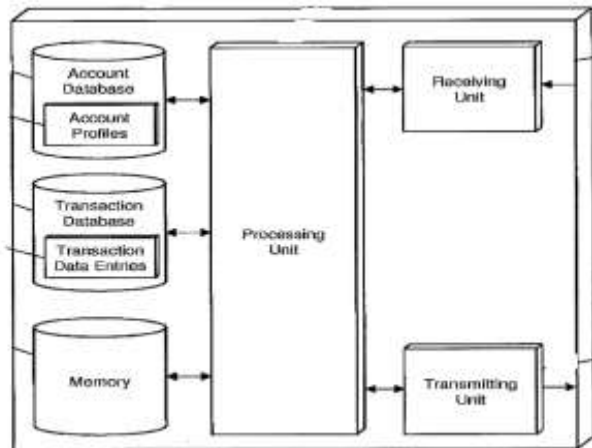 Account
Database
Account
Profiles
Transaction
Database
Transaction
Data Entries
Memory
Processing
Unit
Receiving
Unit
Transmitting
Unit